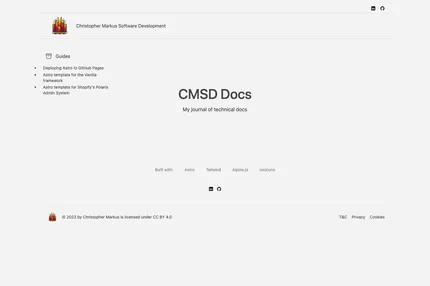 Christopher Markus Software Development
Guides
Deploying Astro to GitHub Pages
Astro template for the Vanilla
framework
Astro template for Shopify's Polaris
Admin System
CMSD Docs
My journal of technical docs
Built with: Astro Tailwind Alpine.js Iconoire
© 2023 by Christopher Markus is licensed under CC BY 4.0
T&C Privacy Cookies